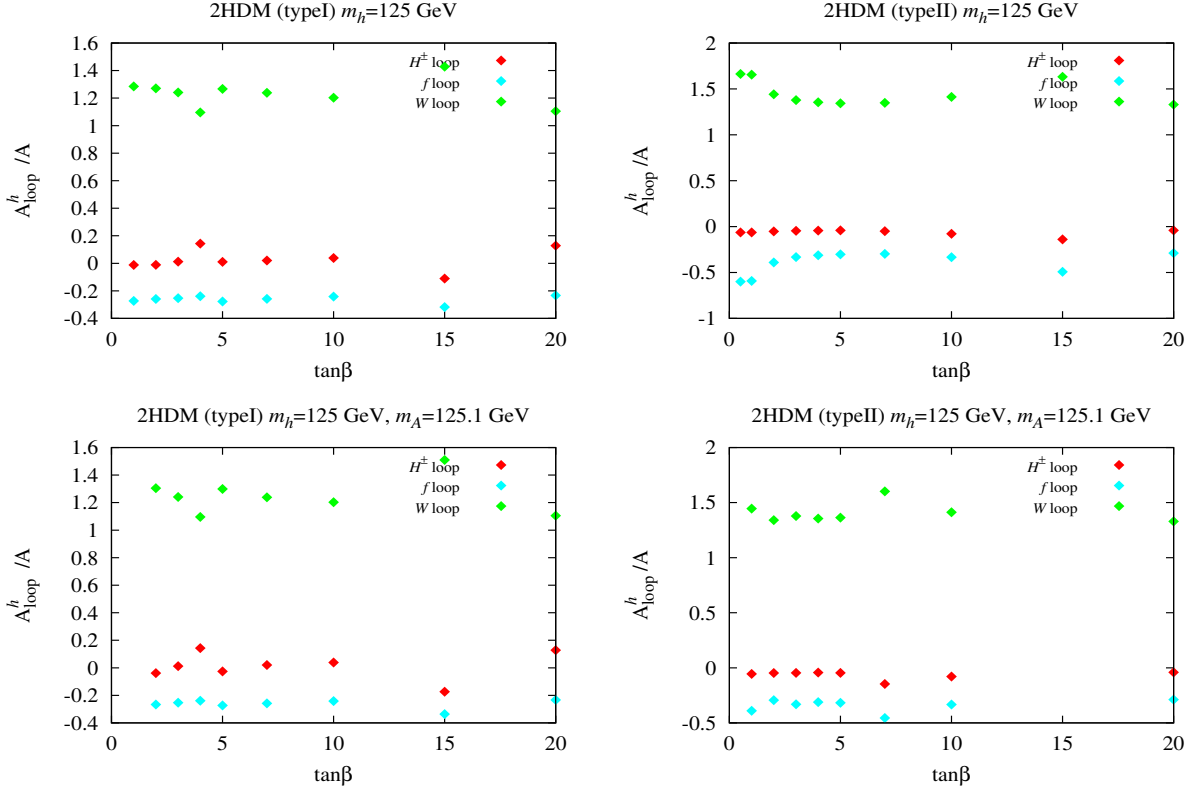 2HDM (typeI) m_h=125 GeV
1.6
1.4
1.2
1
0.8
0.6
0.4
0.2
0
-0.2
-0.4
A^h_loop /A
H^± loop
f loop
W loop
0 5 10 15 20
tanβ
2HDM (typeII) m_h=125 GeV
2
1.5
1
0.5
0
-0.5
-1
A^h_loop /A
H^± loop
f loop
W loop
0 5 10 15 20
tanβ
2HDM (typeI) m_h=125 GeV, m_A=125.1 GeV
1.6
1.4
1.2
1
0.8
0.6
0.4
0.2
0
-0.2
-0.4
A^h_loop /A
H^± loop
f loop
W loop
0 5 10 15 20
tanβ
2HDM (typeII) m_h=125 GeV, m_A=125.1 GeV
2
1.5
1
0.5
0
-0.5
A^h_loop /A
H^± loop
f loop
W loop
0 5 10 15 20
tanβ